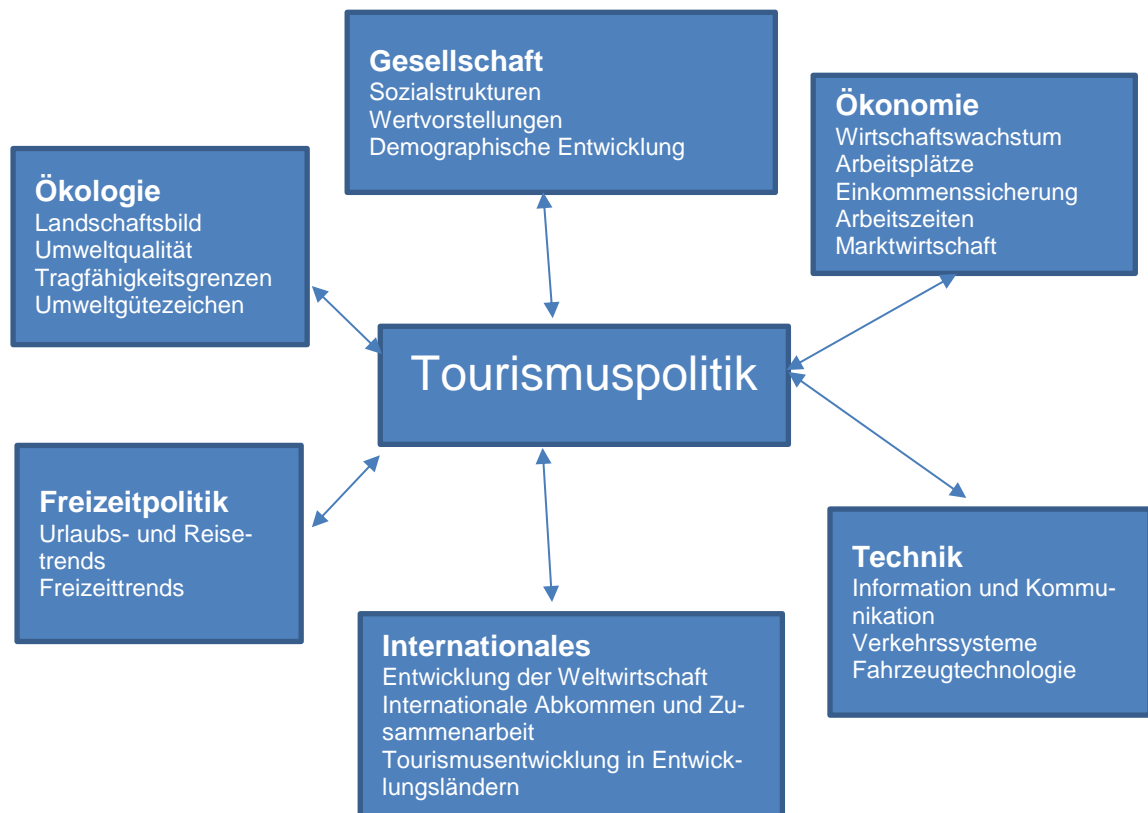 Gesellschaft
Sozialstrukturen
Wertvorstellungen
Demographische Entwicklung
Ökonomie
Wirtschaftswachstum
Arbeitsplätze
Einkommenssicherung
Arbeitszeiten
Marktwirtschaft
Ökologie
Landschaftsbild
Umweltqualität
Tragfähigkeitsgrenzen
Umweltgütezeichen
Tourismuspolitik
Freizeitpolitik
Urlaubs- und Reise-
trends
Freizeittrends
Technik
Information und Kommu-
nikation
Verkehrssysteme
Fahrzeugtechnologie
Internationales
Entwicklung der Weltwirtschaft
Internationale Abkommen und Zu-
sammenarbeit
Tourismusentwicklung in Entwick-
lungsländern